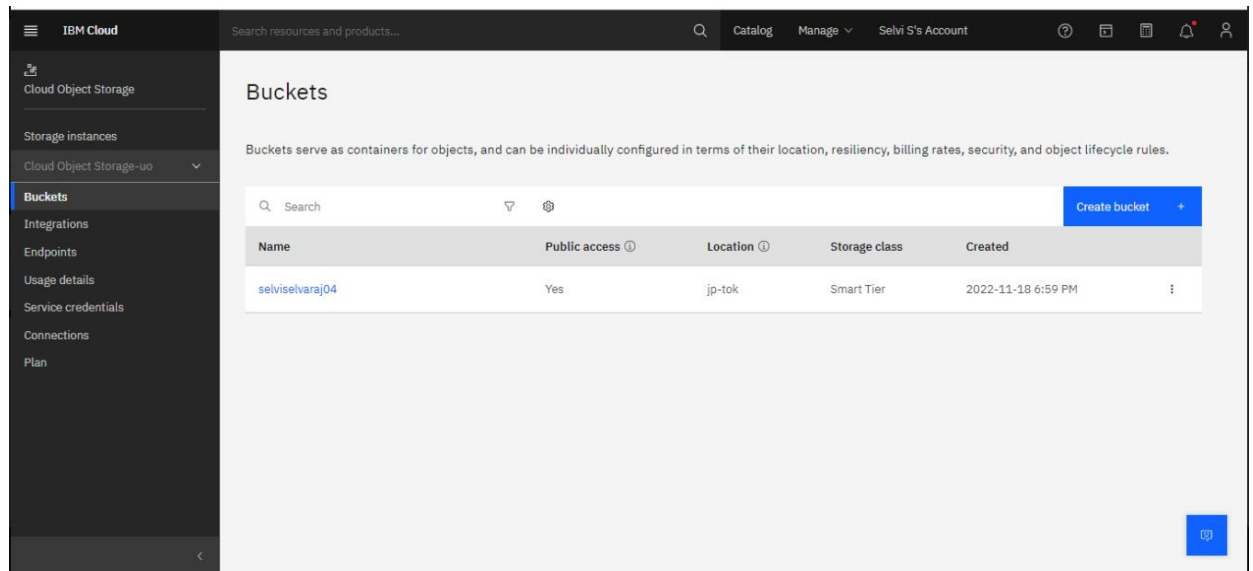 IBM Cloud
Search resources and products...
Catalog
Manage
Selvi S's Account
Cloud Object Storage
Storage instances
Cloud Object Storage-uo
Buckets
Integrations
Endpoints
Usage details
Service credentials
Connections
Plan
Buckets
Buckets serve as containers for objects, and can be individually configured in terms of their location, resiliency, billing rates, security, and object lifecycle rules.
Search
Create bucket +
Name Public access Location Storage class Created
selviselvaraj04 Yes jp-tok Smart Tier 2022-11-18 6:59 PM